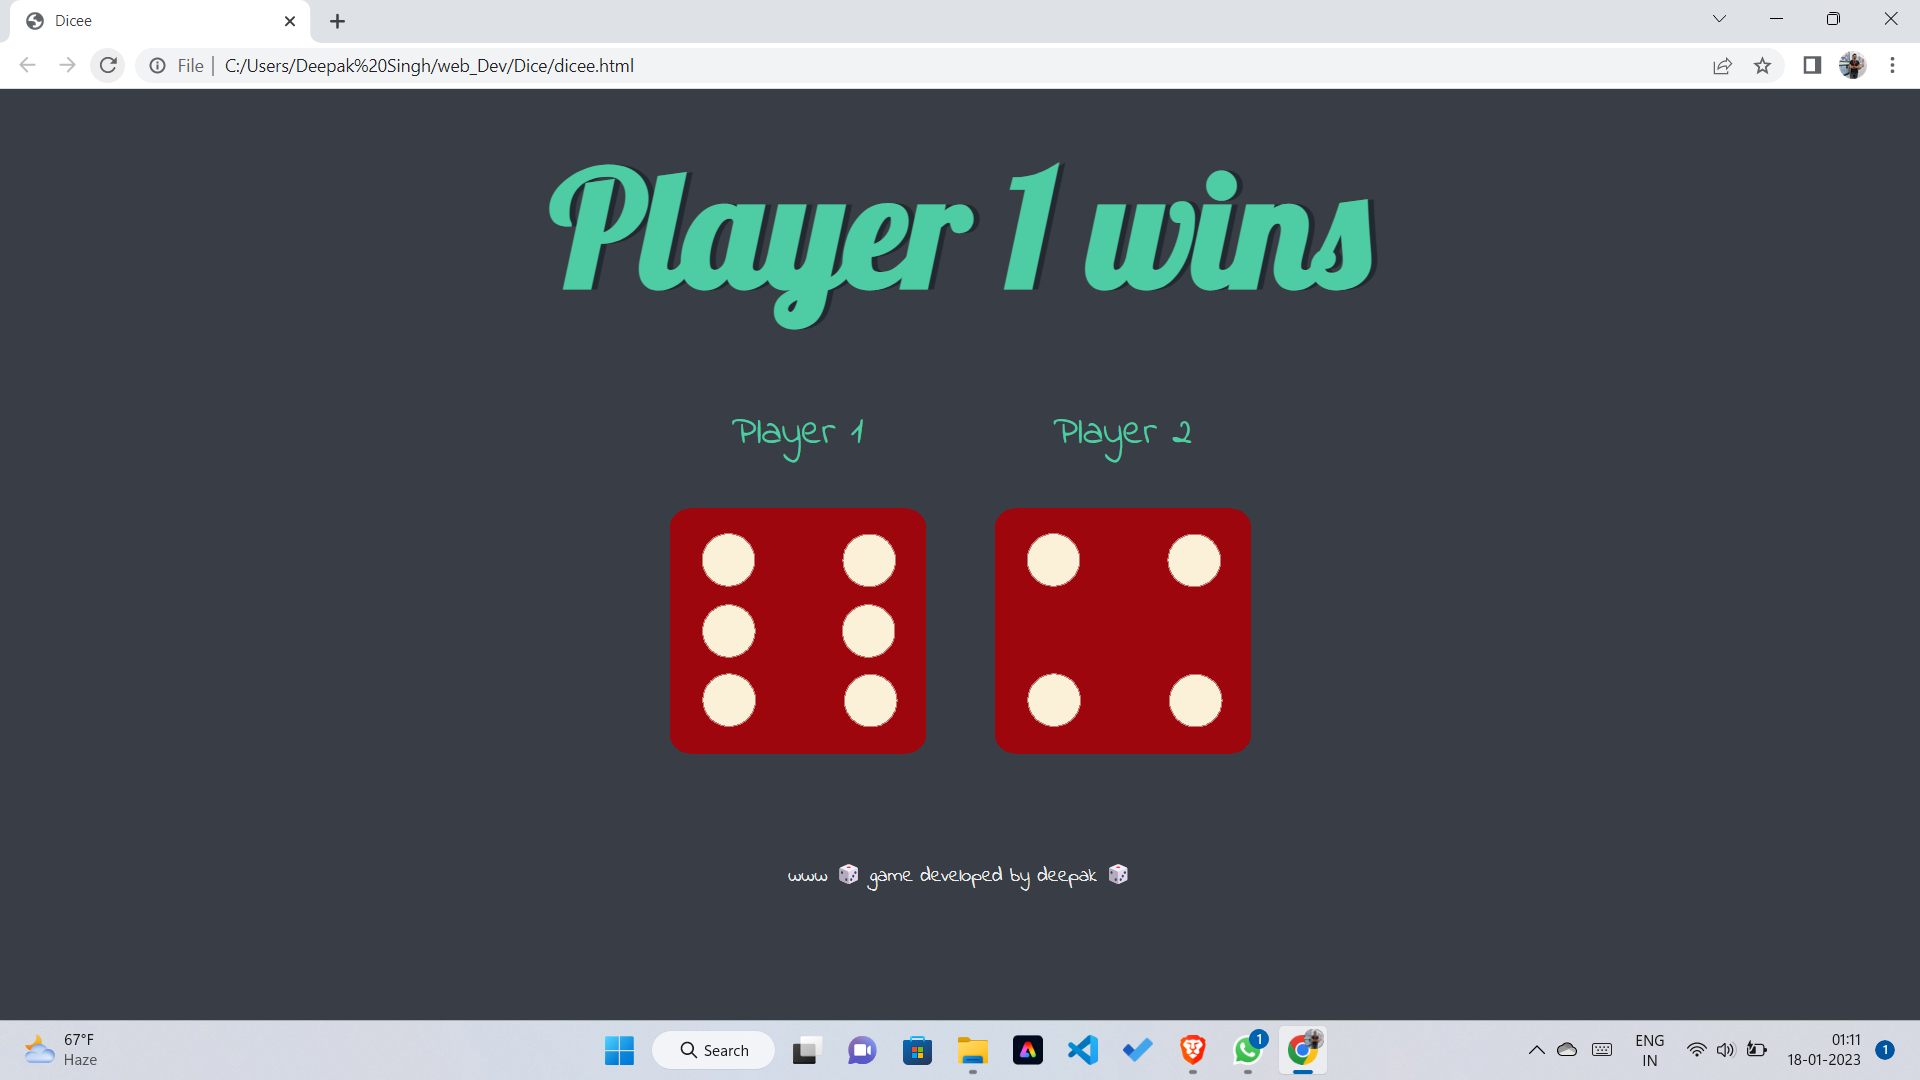 Dicee
File | C:/Users/Deepak%20Singh/web_Dev/Dice/dicee.html
Player 1 wins
Player 1 Player 2
www 🎲 game developed by deepak 🎲
67°F
Haze
Search
1
ENG
IN
01:11
18-01-2023
1